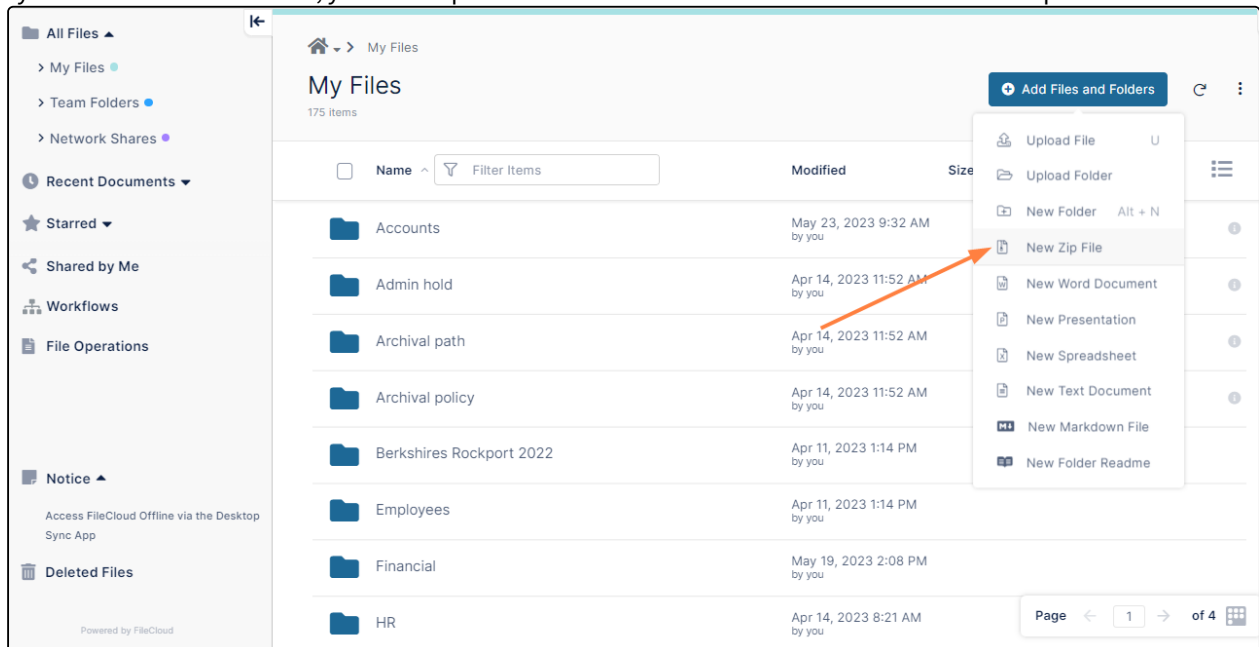 All Files
My Files
Team Folders
Network Shares
Recent Documents
Starred
Shared by Me
Workflows
File Operations
Notice
Access FileCloud Offline via the Desktop
Sync App
Deleted Files
Powered by FileCloud
My Files
My Files
175 items
Add Files and Folders
Name
Filter Items
Modified
Size
Accounts
May 23, 2023 9:32 AM
by you
Admin hold
Apr 14, 2023 11:52 AM
by you
Archival path
Apr 14, 2023 11:52 AM
by you
Archival policy
Apr 14, 2023 11:52 AM
by you
Berkshires Rockport 2022
Apr 11, 2023 1:14 PM
by you
Employees
Apr 11, 2023 1:14 PM
by you
Financial
May 19, 2023 2:08 PM
by you
HR
Apr 14, 2023 8:21 AM
by you
Upload File U
Upload Folder
New Folder Alt + N
New Zip File
New Word Document
New Presentation
New Spreadsheet
New Text Document
New Markdown File
New Folder Readme
Page 1 of 4